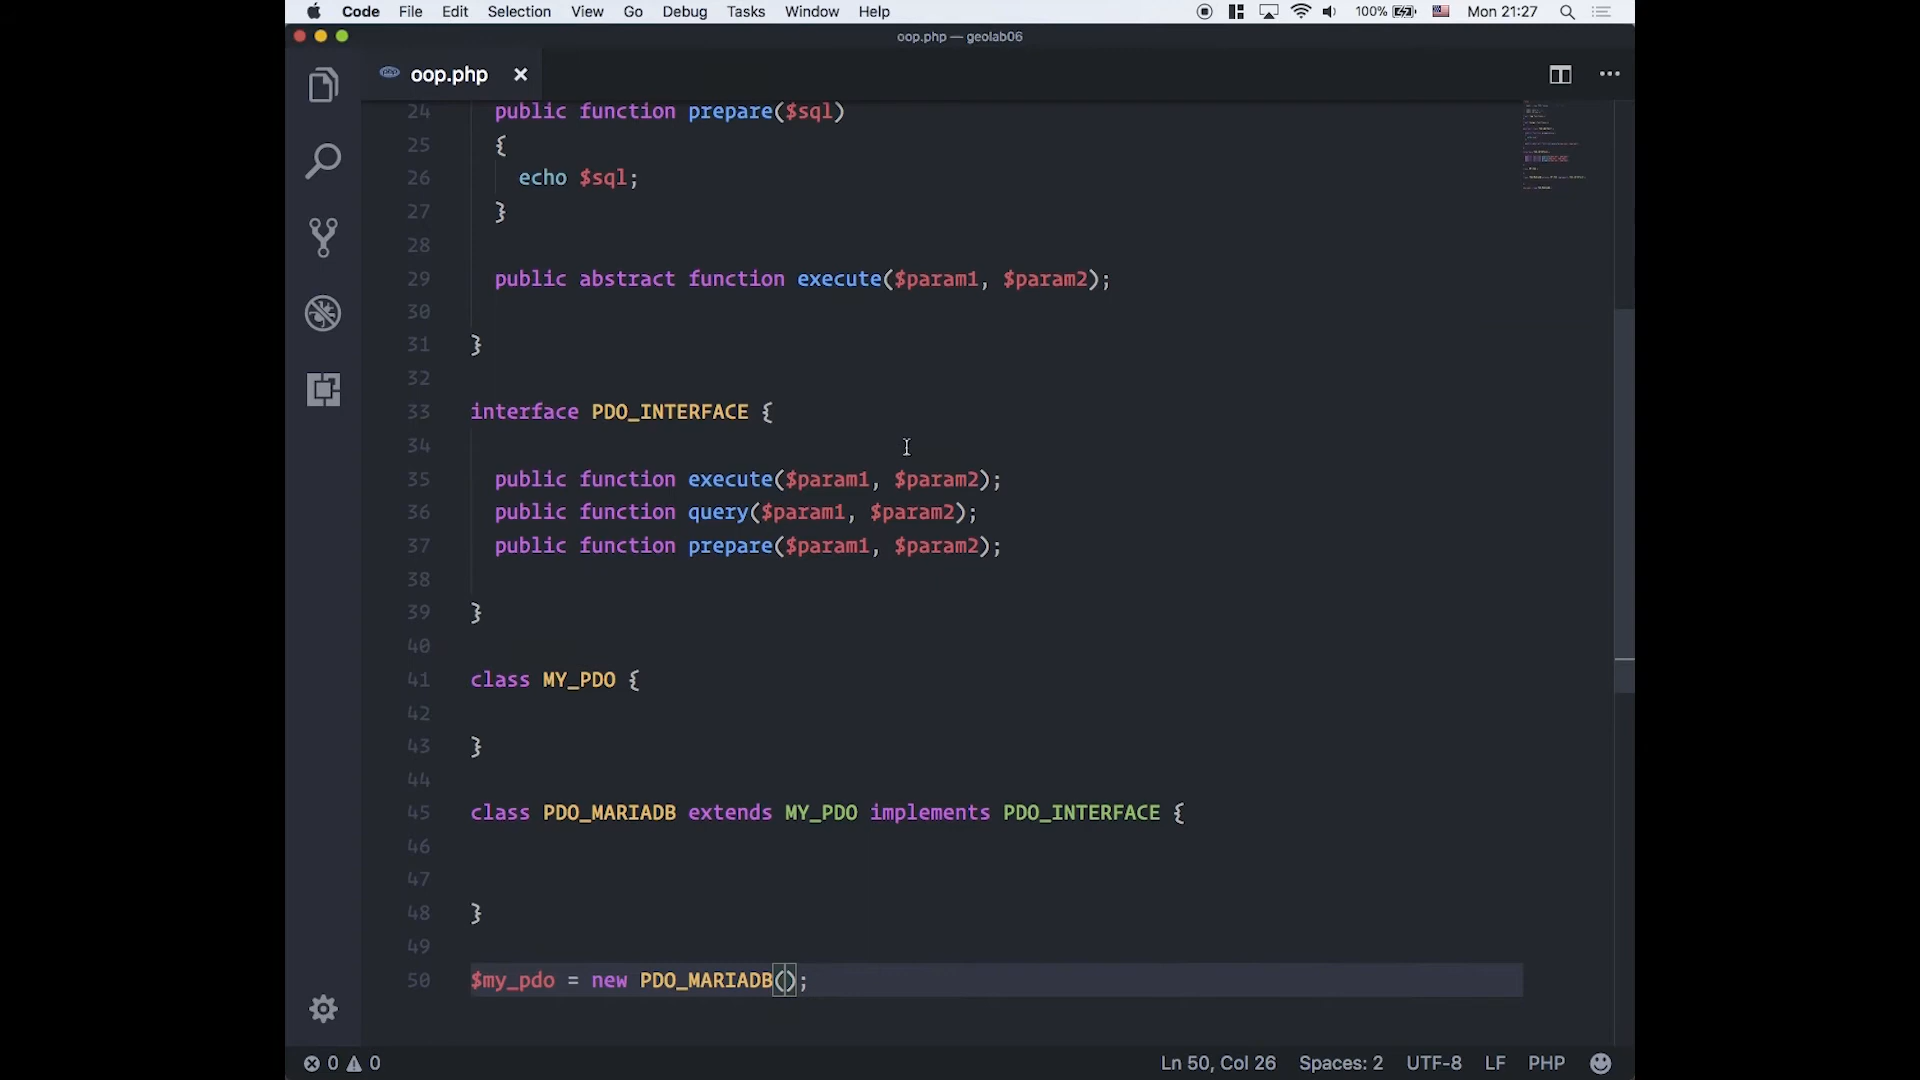 Code File Edit Selection View Go Debug Tasks Window Help 100% Mon 21:27
oop.php — geolab06
php oop.php
24 public function prepare($sql)
25 {
26 echo $sql;
27 }
28
29 public abstract function execute($param1, $param2);
30
31 }
32
33 interface PDO_INTERFACE {
34
35 public function execute($param1, $param2);
36 public function query($param1, $param2);
37 public function prepare($param1, $param2);
38
39 }
40
41 class MY_PDO {
42
43 }
44
45 class PDO_MARIADB extends MY_PDO implements PDO_INTERFACE {
46
47
48 }
49
50 $my_pdo = new PDO_MARIADB();
0 0 Ln 50, Col 26 Spaces: 2 UTF-8 LF PHP